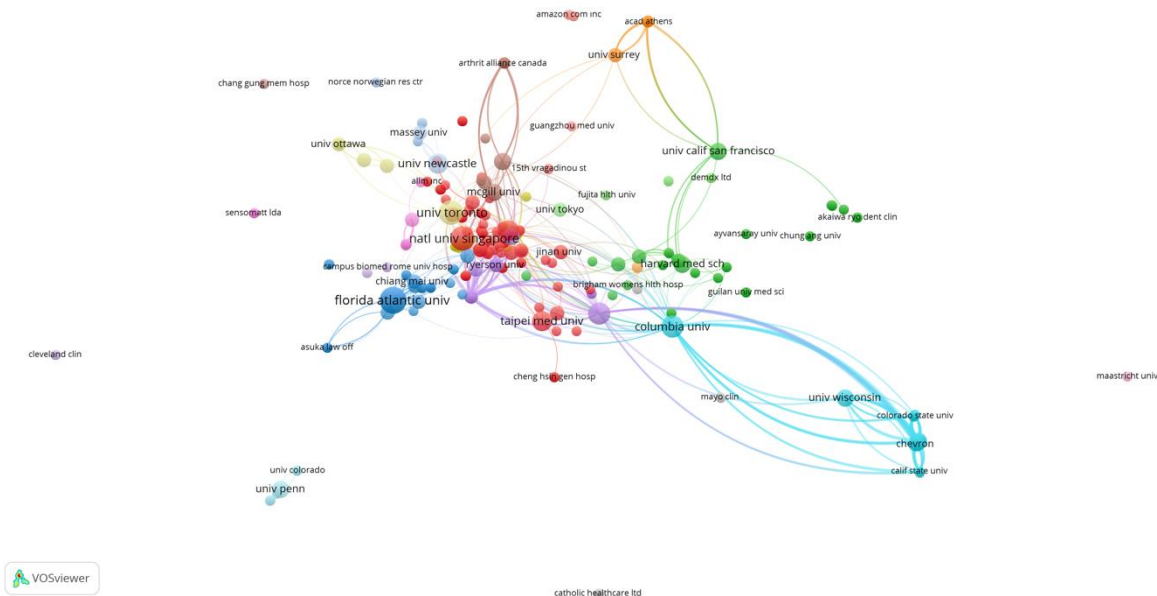 amazon com inc
acad athens
univ surrey
arthrit alliance canada
chang gung mem hosp
norce norwegian res ctr
guangzhou med univ
massey univ
univ ottawa
univ calif san francisco
univ newcastle
15th vragadinou st
demdx ltd
allm inc
mcgill univ
fujita hlth univ
sensomatt lda
univ toronto
univ tokyo
akaiwa ryo dent clin
natl univ singapore
ayvansaray univ
chungjang univ
jinan univ
campus biomed rome univ hosp
ryerson univ
harvard med sch
chiang mai univ
brigham womens hlth hosp
guilan univ med sci
florida atlantic univ
taipei med univ
columbia univ
asuka law off
cleveland clin
cheng hsin gen hosp
maastricht univ
mayo clin
univ wisconsin
colorado state univ
chevron
univ colorado
calif state univ
univ penn
VOSviewer
catholic healthcare ltd